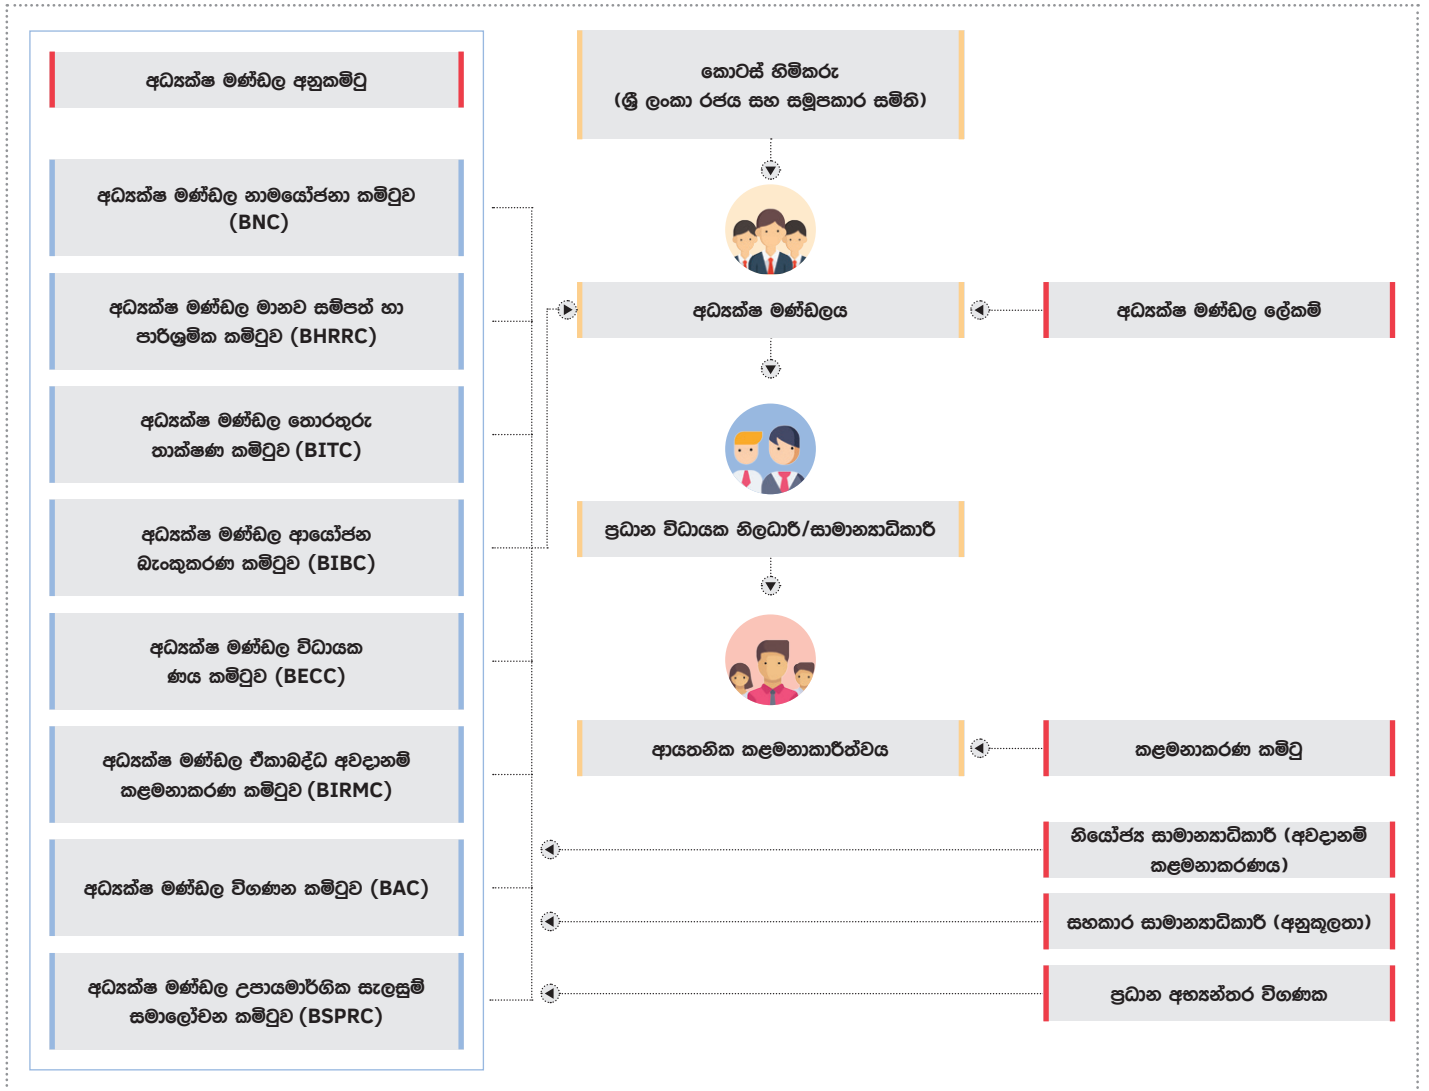 අධ්‍යක්ෂ මණ්ඩල අනුකමිටු
අධ්‍යක්ෂ මණ්ඩල නාමයෝජනා කමිටුව
(BNC)
අධ්‍යක්ෂ මණ්ඩල මානව සම්පත් හා
පාරිශ්‍රමික කමිටුව (BHRRC)
අධ්‍යක්ෂ මණ්ඩල තොරතුරු
තාක්ෂණ කමිටුව (BITC)
අධ්‍යක්ෂ මණ්ඩල ආයෝජන
බැංකුකරණ කමිටුව (BIBC)
අධ්‍යක්ෂ මණ්ඩල විධායක
ණය කමිටුව (BECC)
අධ්‍යක්ෂ මණ්ඩල ඒකාබද්ධ අවදානම්
කළමනාකරණ කමිටුව (BIRMC)
අධ්‍යක්ෂ මණ්ඩල විගණන කමිටුව (BAC)
අධ්‍යක්ෂ මණ්ඩල උපායමාර්ගික සැලසුම්
සමාලෝචන කමිටුව (BSPRC)
කොටස් හිමිකරු
(ශ්‍රී ලංකා රජය සහ සමූපකාර සමිති)
අධ්‍යක්ෂ මණ්ඩලය
අධ්‍යක්ෂ මණ්ඩල ලේකම්
ප්‍රධාන විධායක නිලධාරී/සාමාන්‍යාධිකාරී
ආයතනික කළමනාකාරීත්වය
කළමනාකරණ කමිටු
නියෝජ්‍ය සාමාන්‍යාධිකාරී (අවදානම්
කළමනාකරණය)
සහකාර සාමාන්‍යාධිකාරී (අනුකූලතා)
ප්‍රධාන අභ්‍යන්තර විගණක